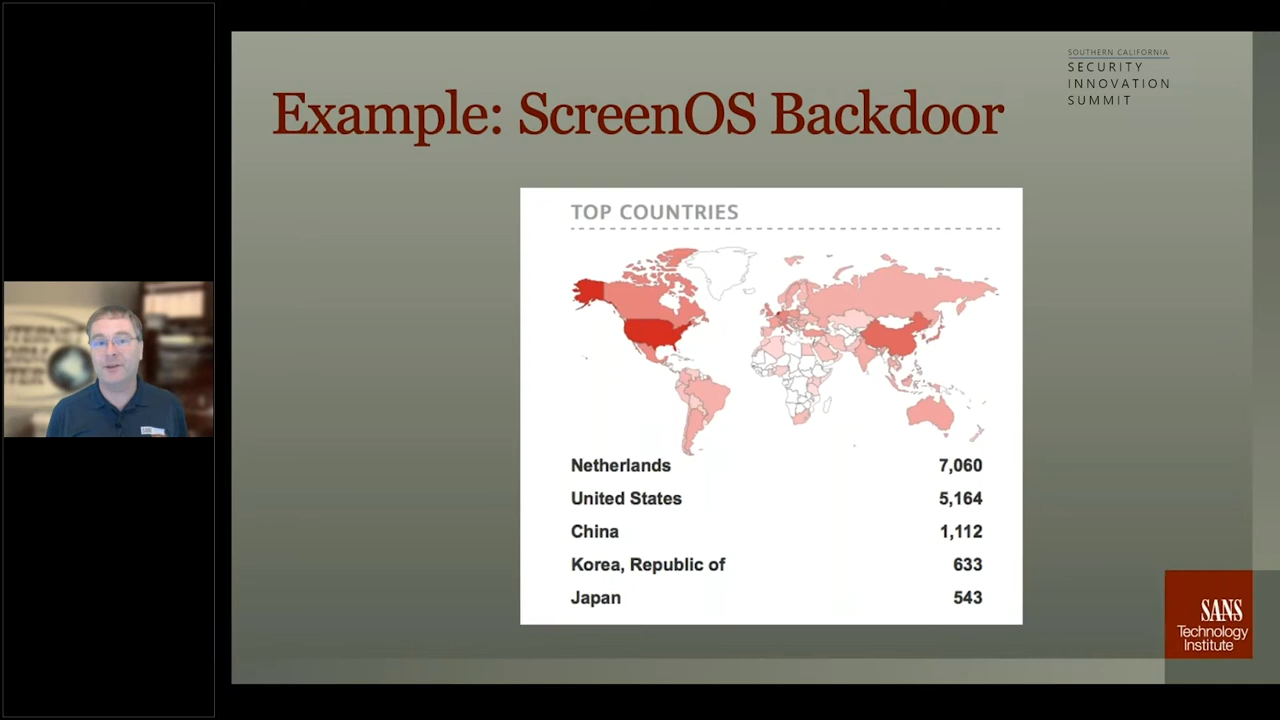 SOUTHERN CALIFORNIA
SECURITY
INNOVATION
SUMMIT
Example: ScreenOS Backdoor
TOP COUNTRIES
Netherlands 7,060
United States 5,164
China 1,112
Korea, Republic of 633
Japan 543
SANS
Technology
Institute